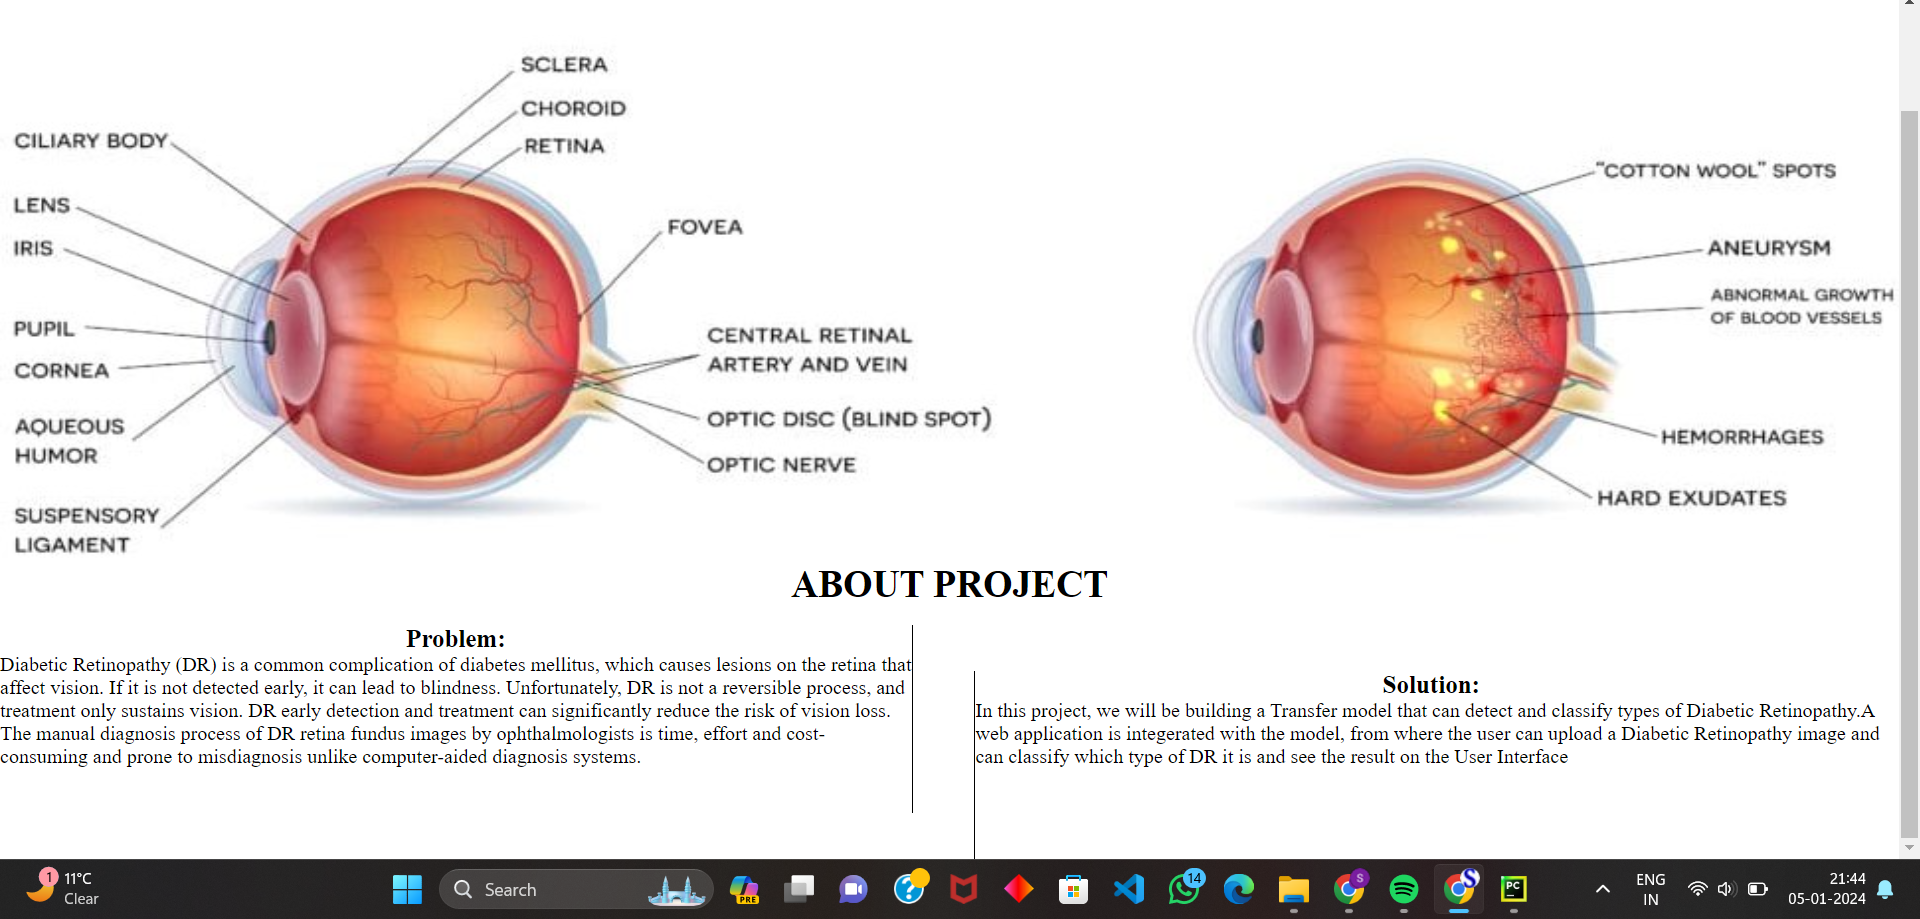 SCLERA
CHOROID
RETINA
CILIARY BODY
LENS
IRIS
PUPIL
CORNEA
AQUEOUS
HUMOR
SUSPENSORY
LIGAMENT
FOVEA
CENTRAL RETINAL
ARTERY AND VEIN
OPTIC DISC (BLIND SPOT)
OPTIC NERVE
"COTTON WOOL" SPOTS
ANEURYSM
ABNORMAL GROWTH
OF BLOOD VESSELS
HEMORRHAGES
HARD EXUDATES
ABOUT PROJECT
Problem:
Diabetic Retinopathy (DR) is a common complication of diabetes mellitus, which causes lesions on the retina that
affect vision. If it is not detected early, it can lead to blindness. Unfortunately, DR is not a reversible process, and
treatment only sustains vision. DR early detection and treatment can significantly reduce the risk of vision loss.
The manual diagnosis process of DR retina fundus images by ophthalmologists is time, effort and cost-
consuming and prone to misdiagnosis unlike computer-aided diagnosis systems.
Solution:
In this project, we will be building a Transfer model that can detect and classify types of Diabetic Retinopathy.A
web application is integerated with the model, from where the user can upload a Diabetic Retinopathy image and
can classify which type of DR it is and see the result on the User Interface
1
11°C
Clear
Search
PRE
14
S
S
PC
ENG
IN
21:44
05-01-2024